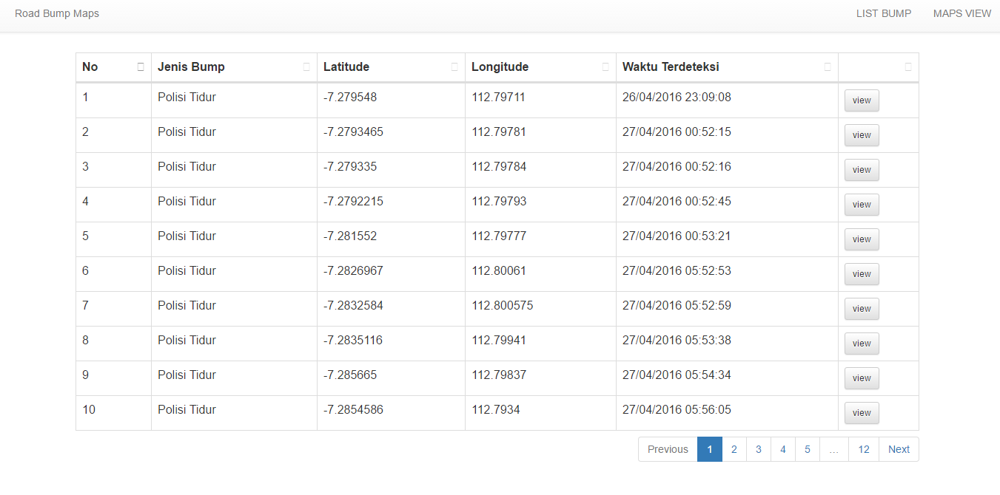 Road Bump Maps LIST BUMP MAPS VIEW
No Jenis Bump Latitude Longitude Waktu Terdeteksi
1 Polisi Tidur -7.279548 112.79711 26/04/2016 23:09:08 view
2 Polisi Tidur -7.2793465 112.79781 27/04/2016 00:52:15 view
3 Polisi Tidur -7.279335 112.79784 27/04/2016 00:52:16 view
4 Polisi Tidur -7.2792215 112.79793 27/04/2016 00:52:45 view
5 Polisi Tidur -7.281552 112.79777 27/04/2016 00:53:21 view
6 Polisi Tidur -7.2826967 112.80061 27/04/2016 05:52:53 view
7 Polisi Tidur -7.2832584 112.800575 27/04/2016 05:52:59 view
8 Polisi Tidur -7.2835116 112.79941 27/04/2016 05:53:38 view
9 Polisi Tidur -7.285665 112.79837 27/04/2016 05:54:34 view
10 Polisi Tidur -7.2854586 112.7934 27/04/2016 05:56:05 view
Previous 1 2 3 4 5 … 12 Next